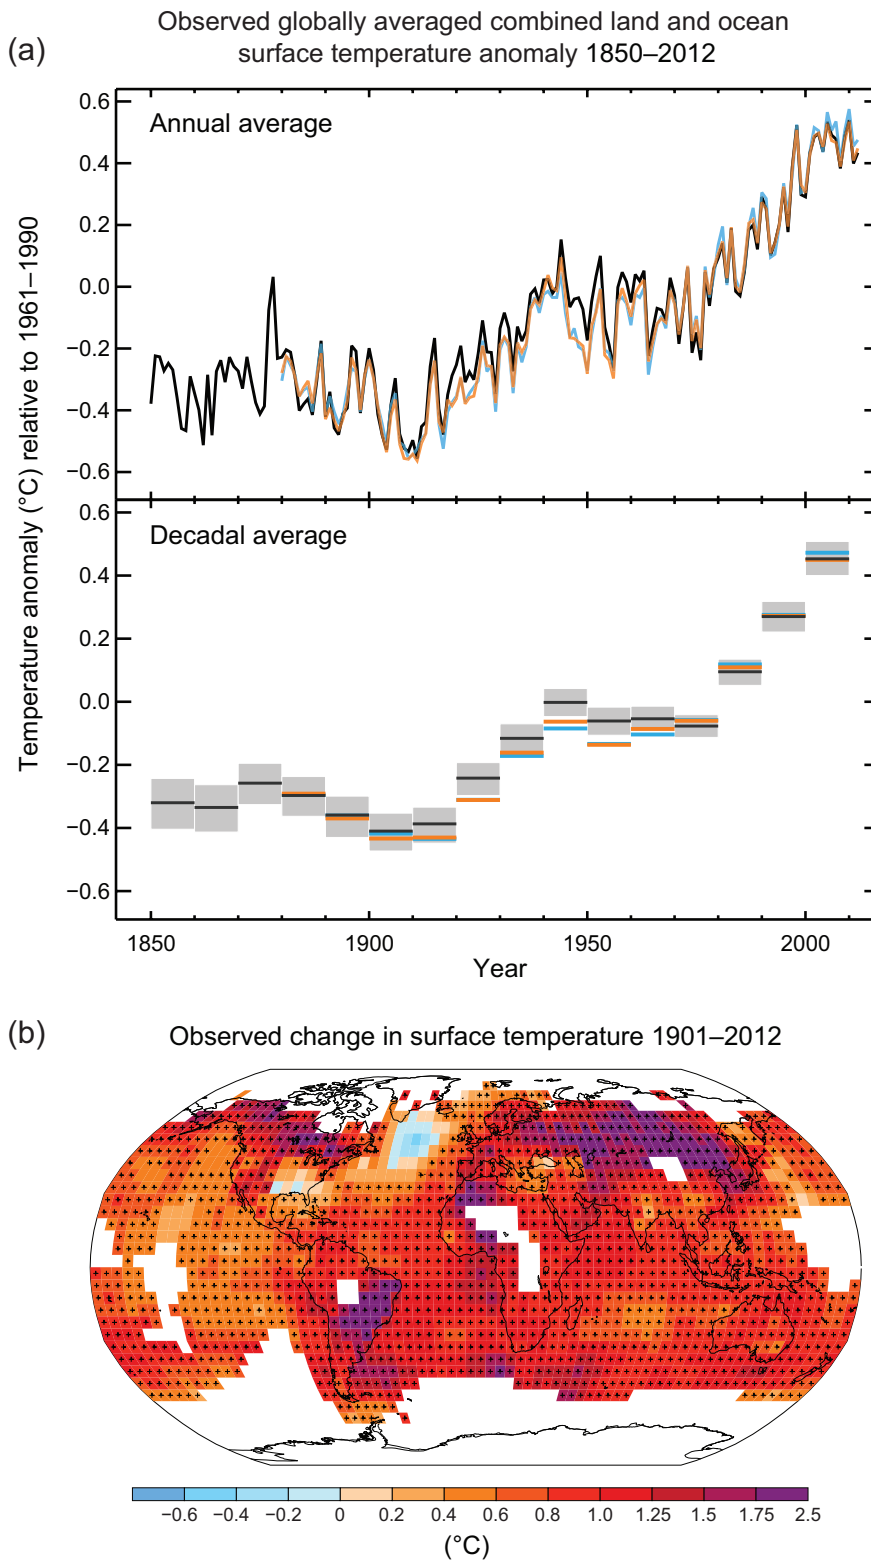 Observed globally averaged combined land and ocean
(a)
surface temperature anomaly 1850–2012
Annual average
0.6
0.4
0.2
0.0
−0.2
−0.4
−0.6
Temperature anomaly (°C) relative to 1961–1990
Decadal average
0.6
0.4
0.2
0.0
−0.2
−0.4
−0.6
1850 1900 1950 2000
Year
(b)
Observed change in surface temperature 1901–2012
−0.6 −0.4 −0.2 0 0.2 0.4 0.6 0.8 1.0 1.25 1.5 1.75 2.5
(°C)